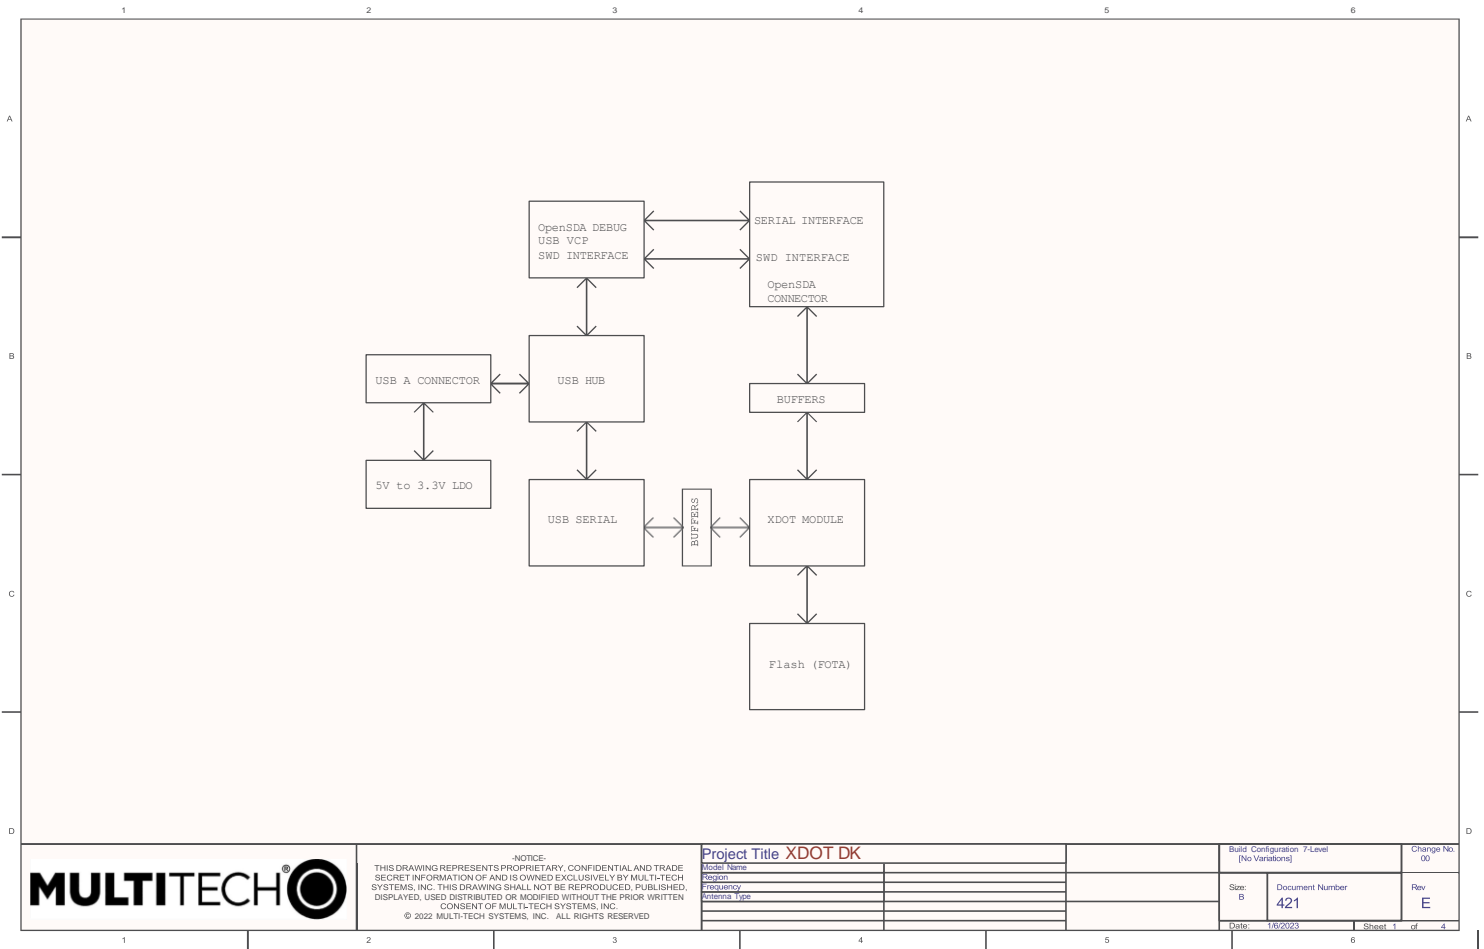 1 2 3 4 5 6
A A
OpenSDA DEBUG
USB VCP
SWD INTERFACE
SERIAL INTERFACE
SWD INTERFACE
OpenSDA
CONNECTOR
B B
USB A CONNECTOR
USB HUB
BUFFERS
5V to 3.3V LDO
USB SERIAL
BUFFERS
XDOT MODULE
C C
Flash (FOTA)
D D
MULTITECH®
-NOTICE-
THIS DRAWING REPRESENTS PROPRIETARY, CONFIDENTIAL AND TRADE
SECRET INFORMATION OF AND IS OWNED EXCLUSIVELY BY MULTI-TECH
SYSTEMS, INC. THIS DRAWING SHALL NOT BE REPRODUCED, PUBLISHED,
DISPLAYED, USED DISTRIBUTED OR MODIFIED WITHOUT THE PRIOR WRITTEN
CONSENT OF MULTI-TECH SYSTEMS, INC.
© 2022 MULTI-TECH SYSTEMS, INC. ALL RIGHTS RESERVED
Project Title XDOT DK
Model Name
Region
Frequency
Antenna Type
Build Configuration 7-Level
[No Variations]
Change No.
00
Size:
B
Document Number
421
Rev
E
Date: 1/6/2023
Sheet 1 of 4
1 2 3 4 5 6